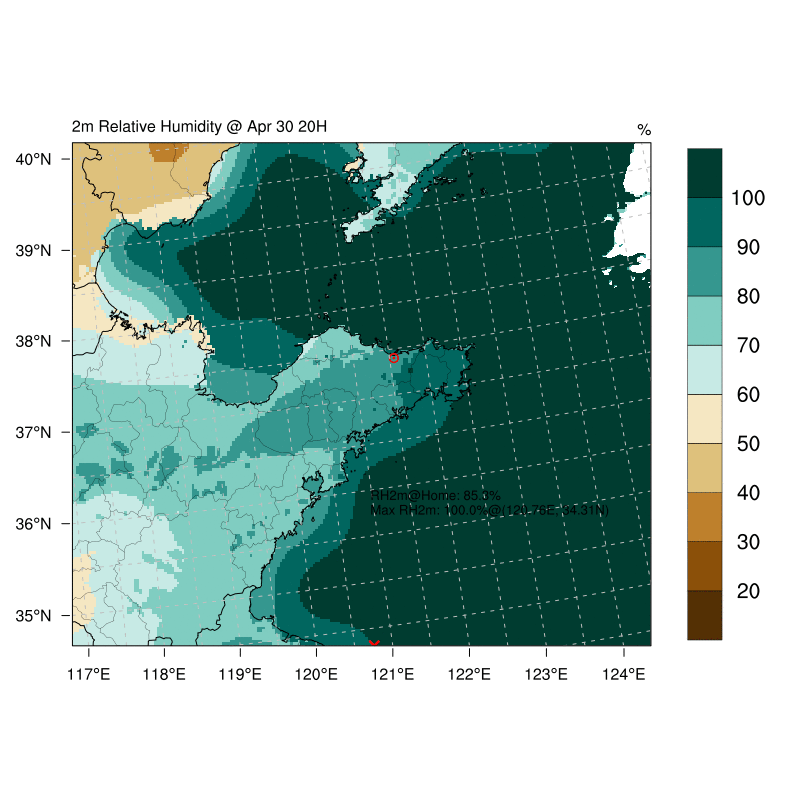 2m Relative Humidity @ Apr 30 20H
%
40°N
39°N
38°N
37°N
36°N
35°N
117°E 118°E 119°E 120°E 121°E 122°E 123°E 124°E
RH2m@Home: 85.3%
Max RH2m: 100.0%@(120.76E, 34.31N)
100
90
80
70
60
50
40
30
20